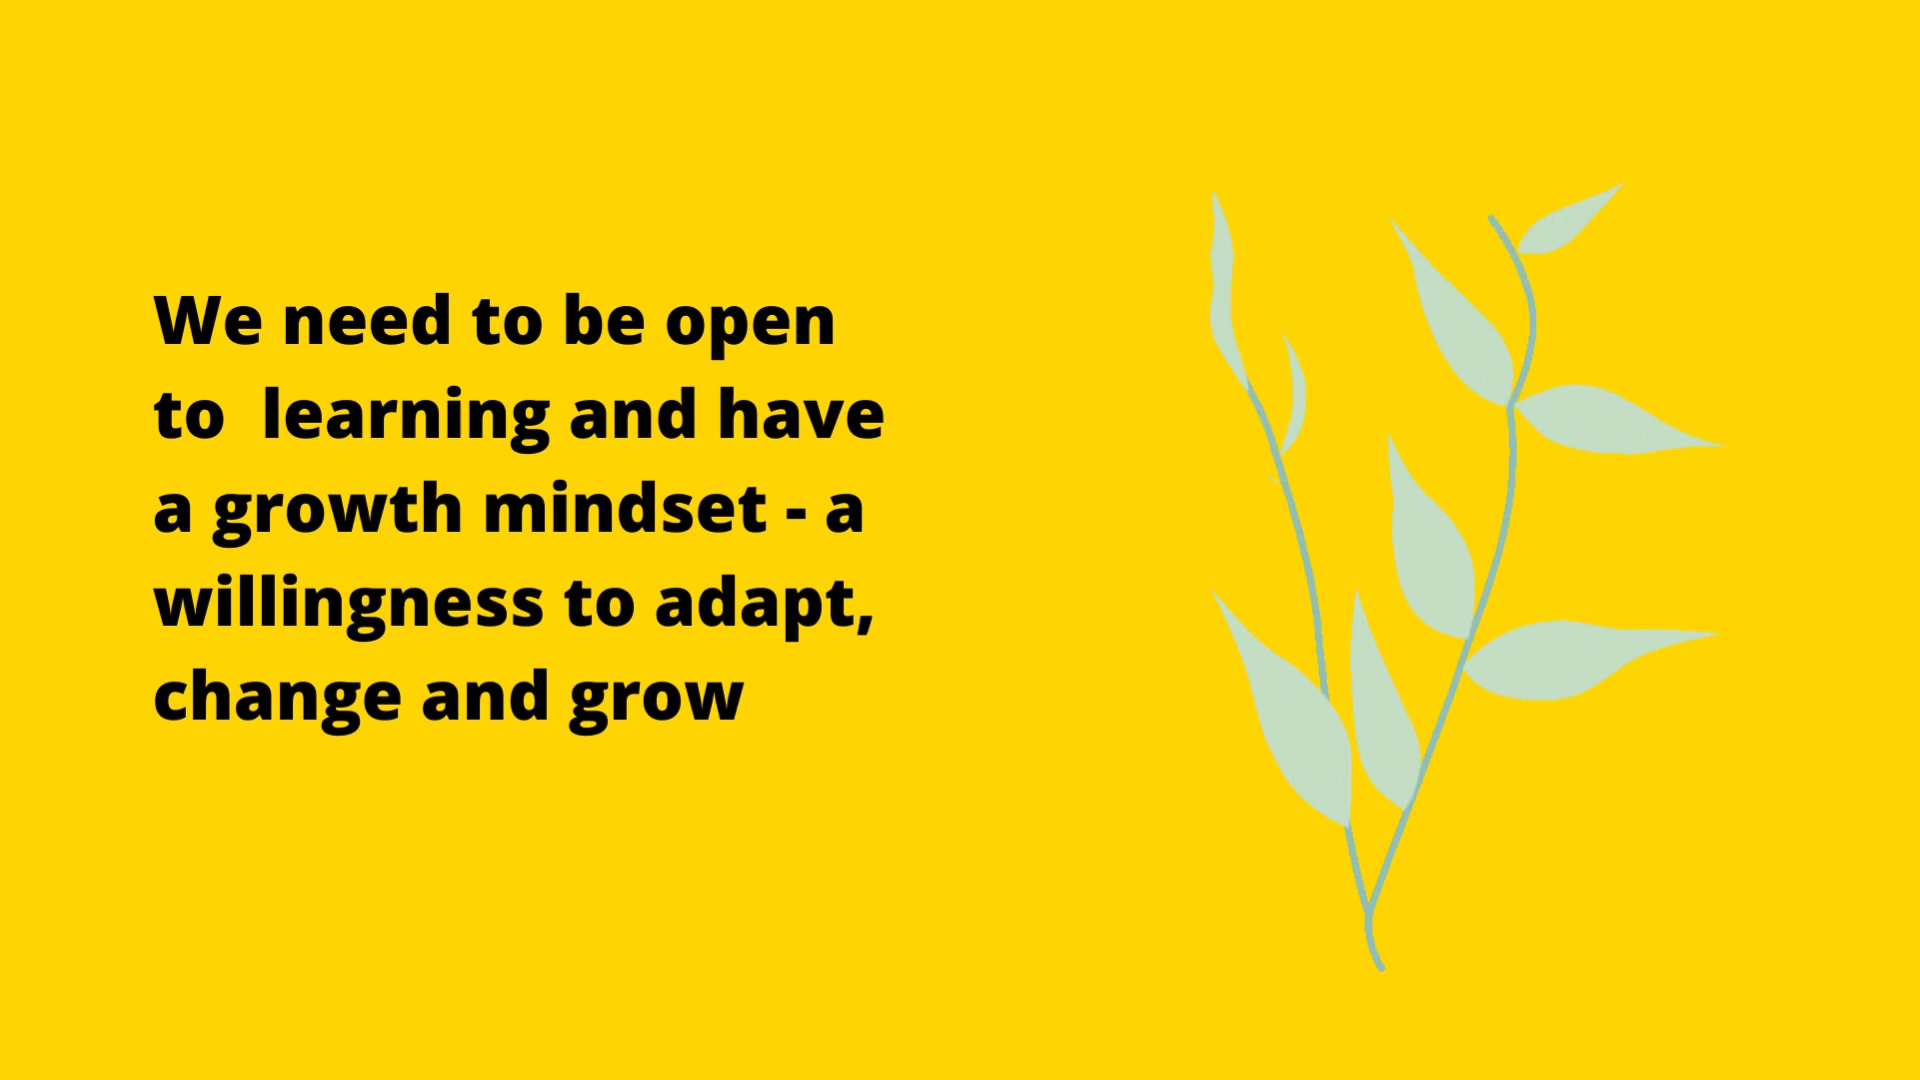 We need to be open
to  learning and have
a growth mindset - a
willingness to adapt,
change and grow